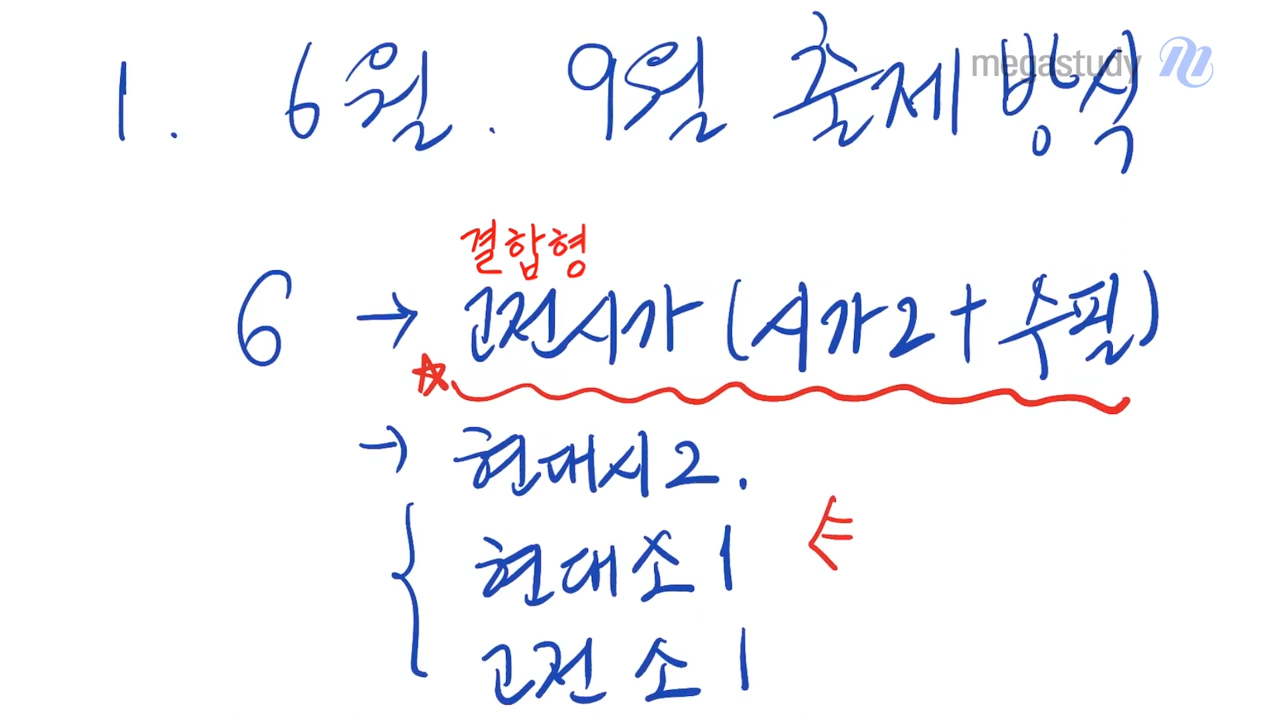 1. 6월. 9월 출제방식
megastudy
결합형
6 → 고전시가 (시가2+수필)
→ 현대시2.
현대소1
고전소1